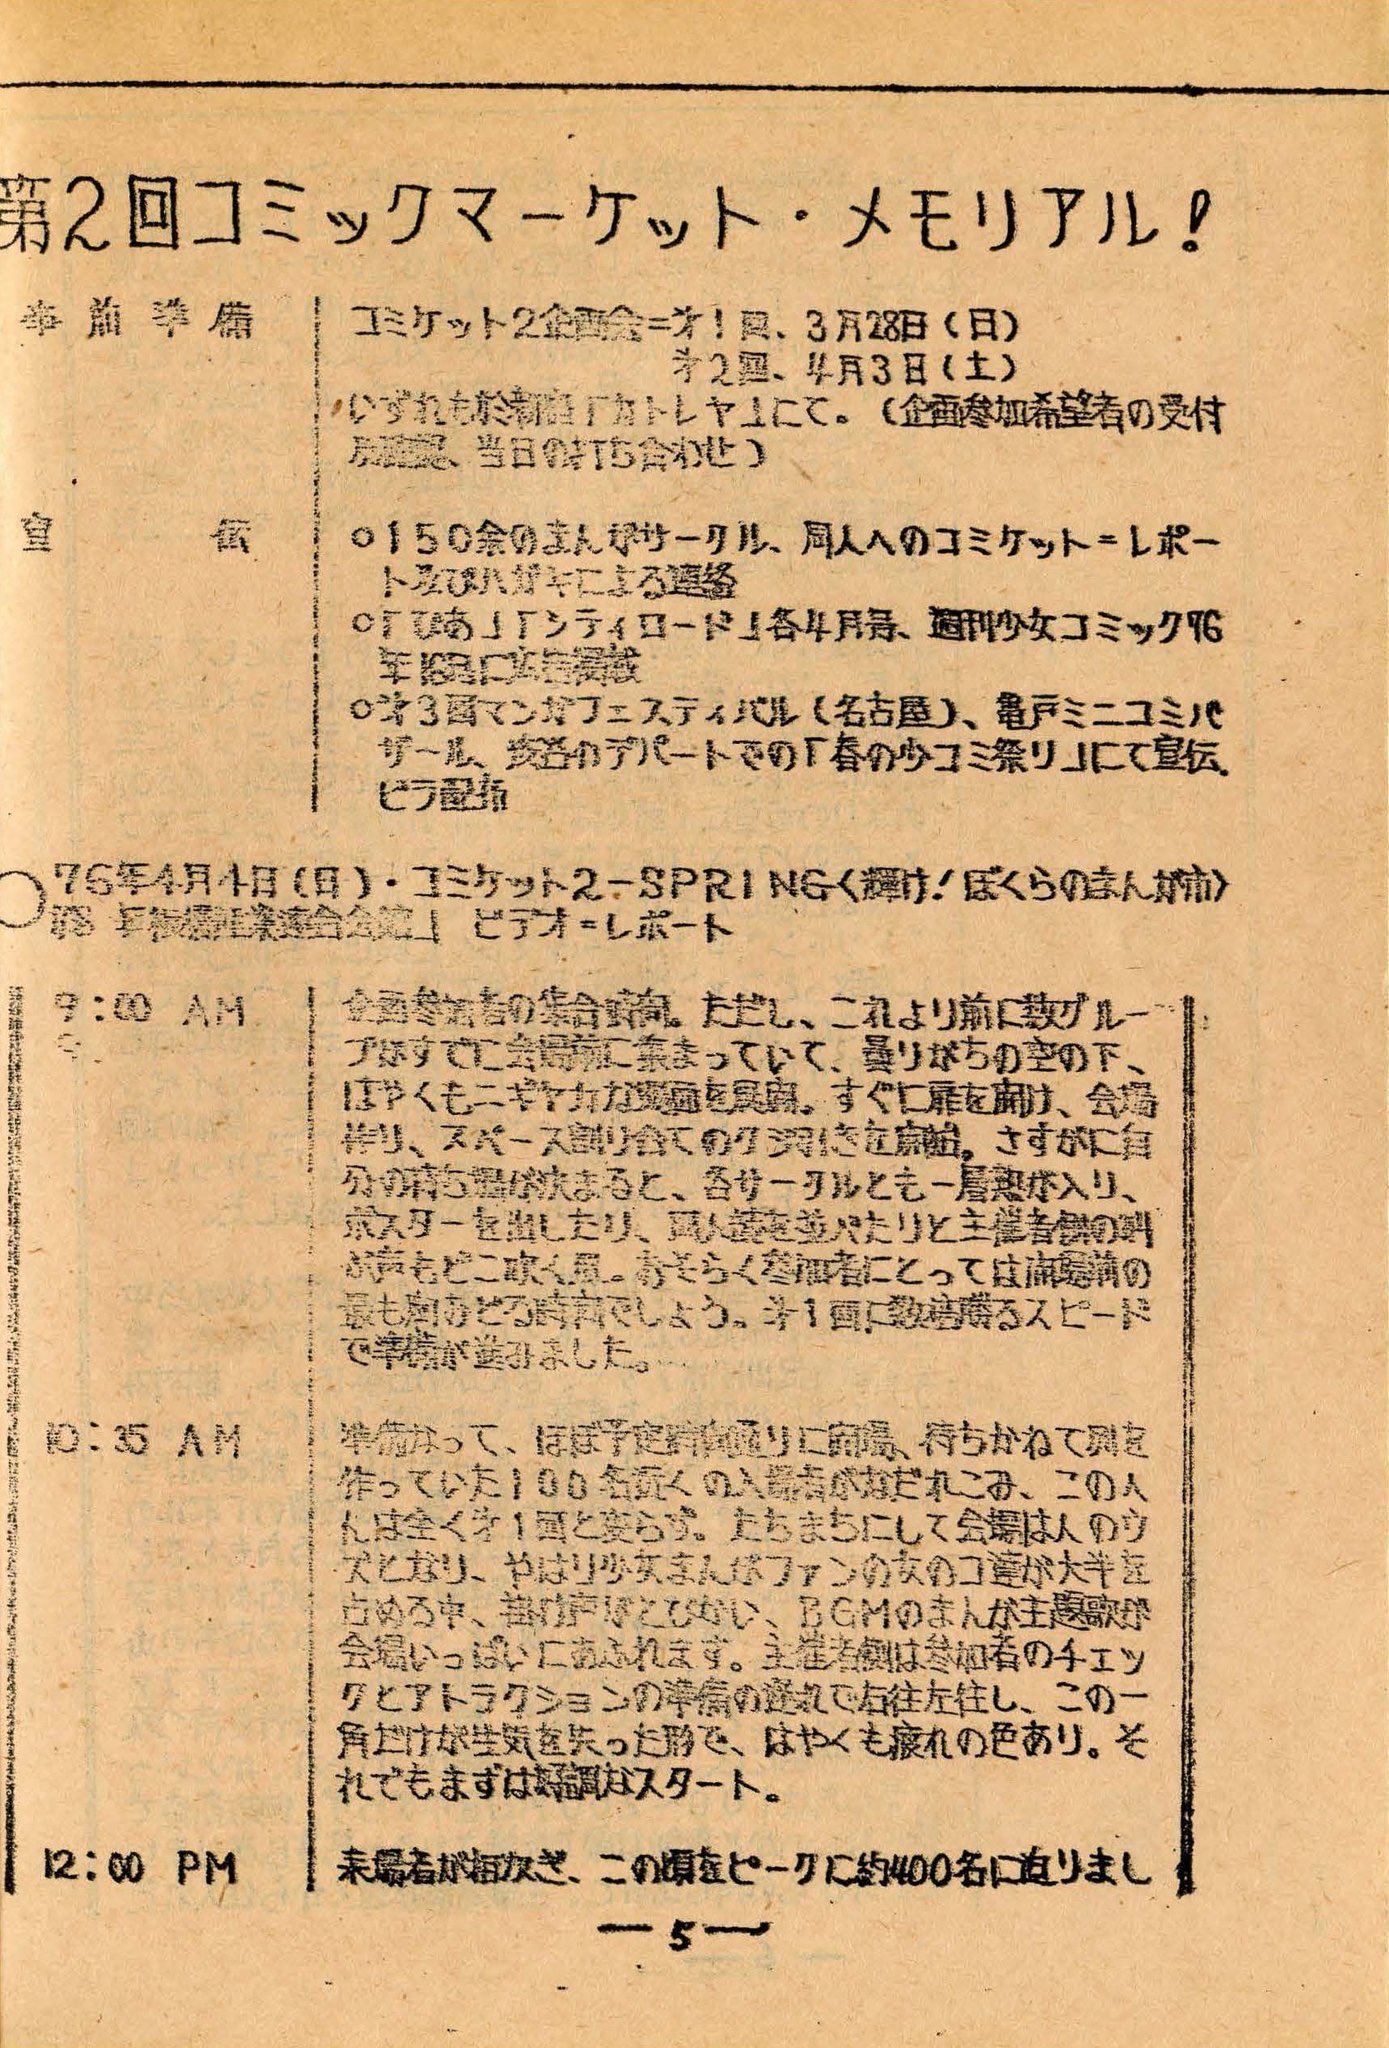 第2回コミックマーケット・メモリアル!
事前準備
コミケット2企画会=才1回、3月28日(日)
才2回、4月3日(土)
いずれも於新宿「カトレヤ」にて。(企画参加希望者の受付
及確認、当日の打ち合わせ)
宣 伝
○150余のまんがサークル、同人へのコミケット=レポー
ト及びハガキによる連絡
○「ぴあ」「シティロード」各4月号、週刊少女コミック76
年18号に広告掲載
○才3回マンガフェスティバル(名古屋)、亀戸ミニコミバ
ザール、渋谷のデパートでの「春の少コミ祭り」にて宣伝、
ビラ配布
○76年4月4日(日)・コミケット2-SPRING〈輝け!ぼくらのまんが市〉
「板橋産業連合会館」 ビデオ=レポート
9:00 AM
企画参加者の集合時間。ただし、これより前に数グルー
プはすでに会場前に集まっていて、曇りがちの空の下、
はやくもニギヤカな場面を展開。すぐに扉を開け、会場
作り、スペース割り当てのクジ引きを開始。さすがに自
分の持ち場が決まると、各サークルとも一層熱が入り、
ポスターを出したり、同人誌を並べたりと主催者側の叫
び声もどこ吹く風。おそらく参加者にとっては開場前の
最も胸おどる時間でしょう。才1回に数倍勝るスピード
で準備が進みました。
10:35 AM
準備なって、ほぼ予定時間通りに開場、待ちかねて列を
作っていた100名近くの入場者がなだれこみ、この人
んは全く才1回と変らず。たちまちにして会場は人のウ
ズとなり、やはり少女まんがファンの女のコ達が大半を
占める中、掛け声がとびかい、BGMのまんが主題歌が
会場いっぱいにあふれます。主催者側は参加者のチェッ
クとアトラクションの準備の遅れで右往左往し、この一
角だけが生気を失った形で、はやくも疲れの色あり。そ
れでもまずは好調なスタート。
12:00 PM
来場者が相次ぎ、この頃をピークに約400名に迫りまし
—5—